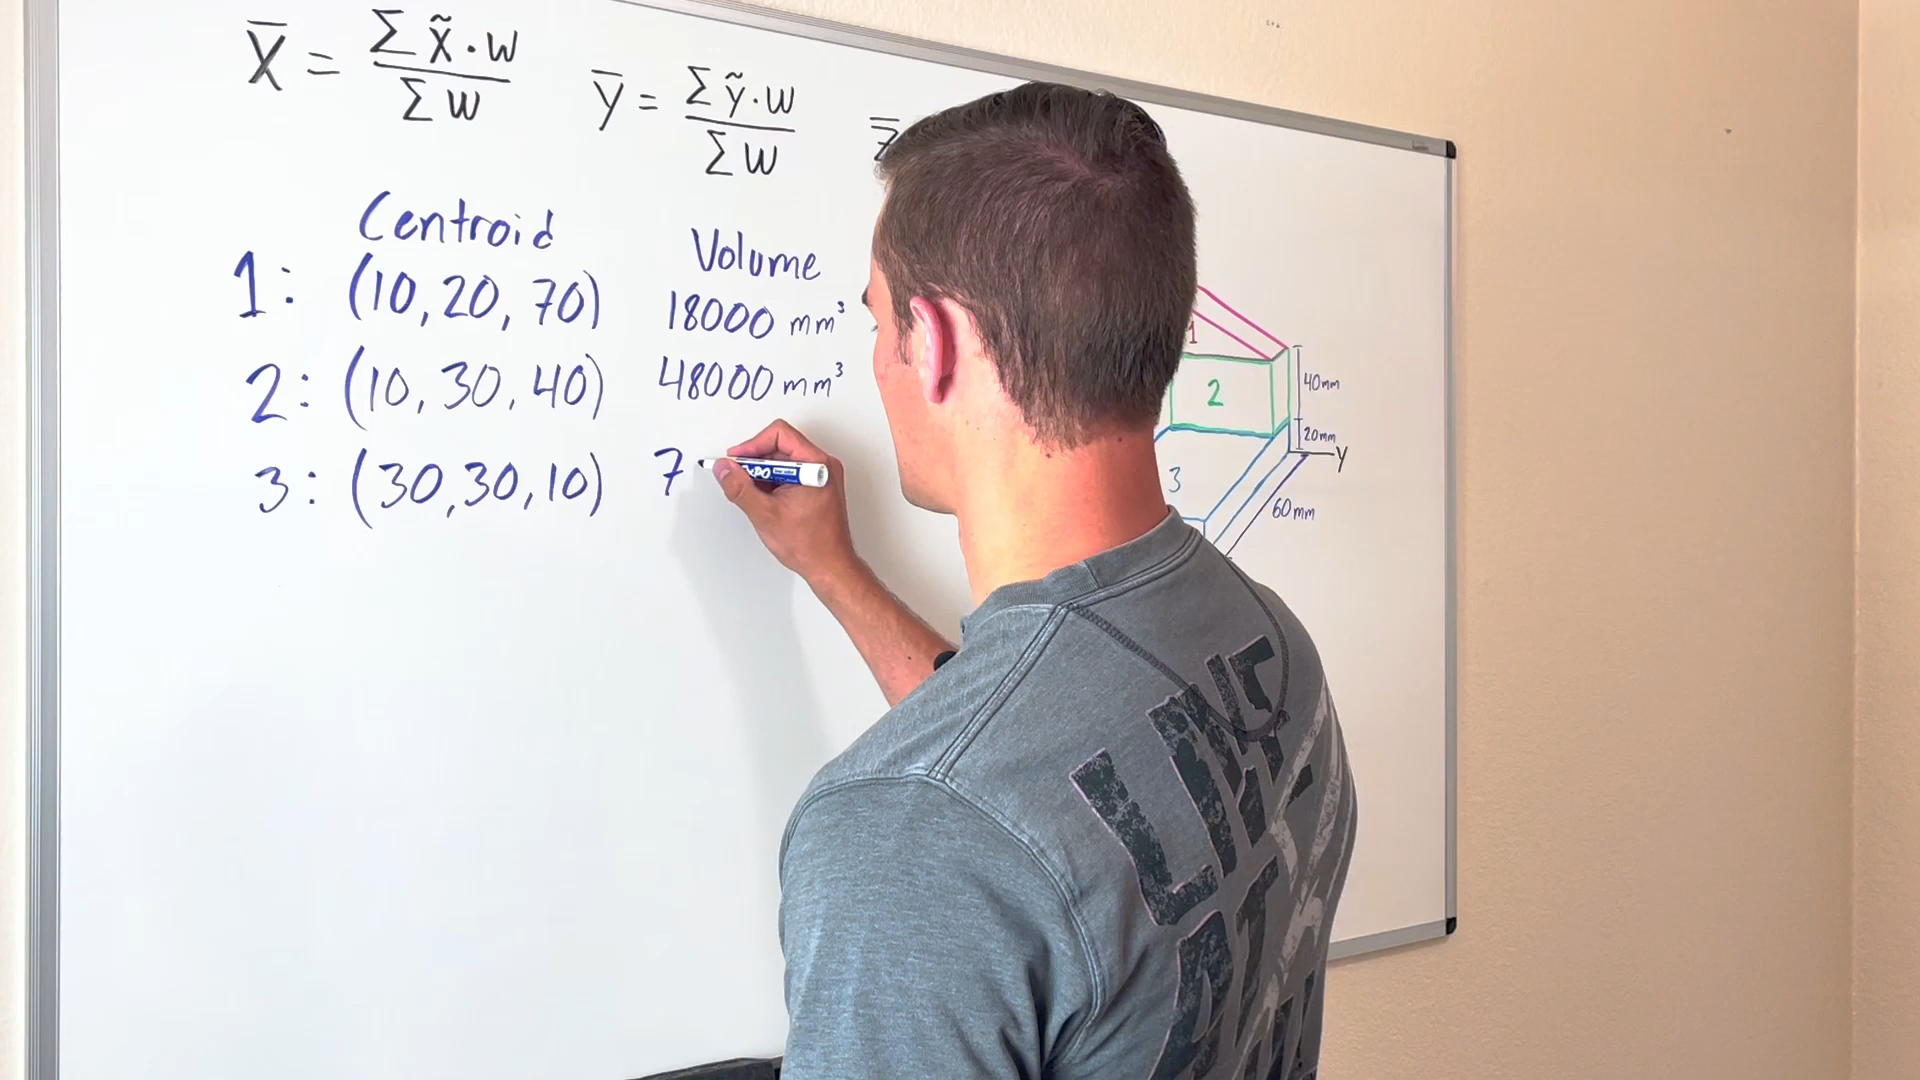 X̄ = Σ x̃ · W / Σ W
ȳ = Σ ỹ · W / Σ W
z̄
Centroid
Volume
1: (10, 20, 70) 18000 mm³
2: (10, 30, 40) 48000 mm³
3: (30, 30, 10) 7
1
2
3
40mm
20mm
y
60mm
EXPO